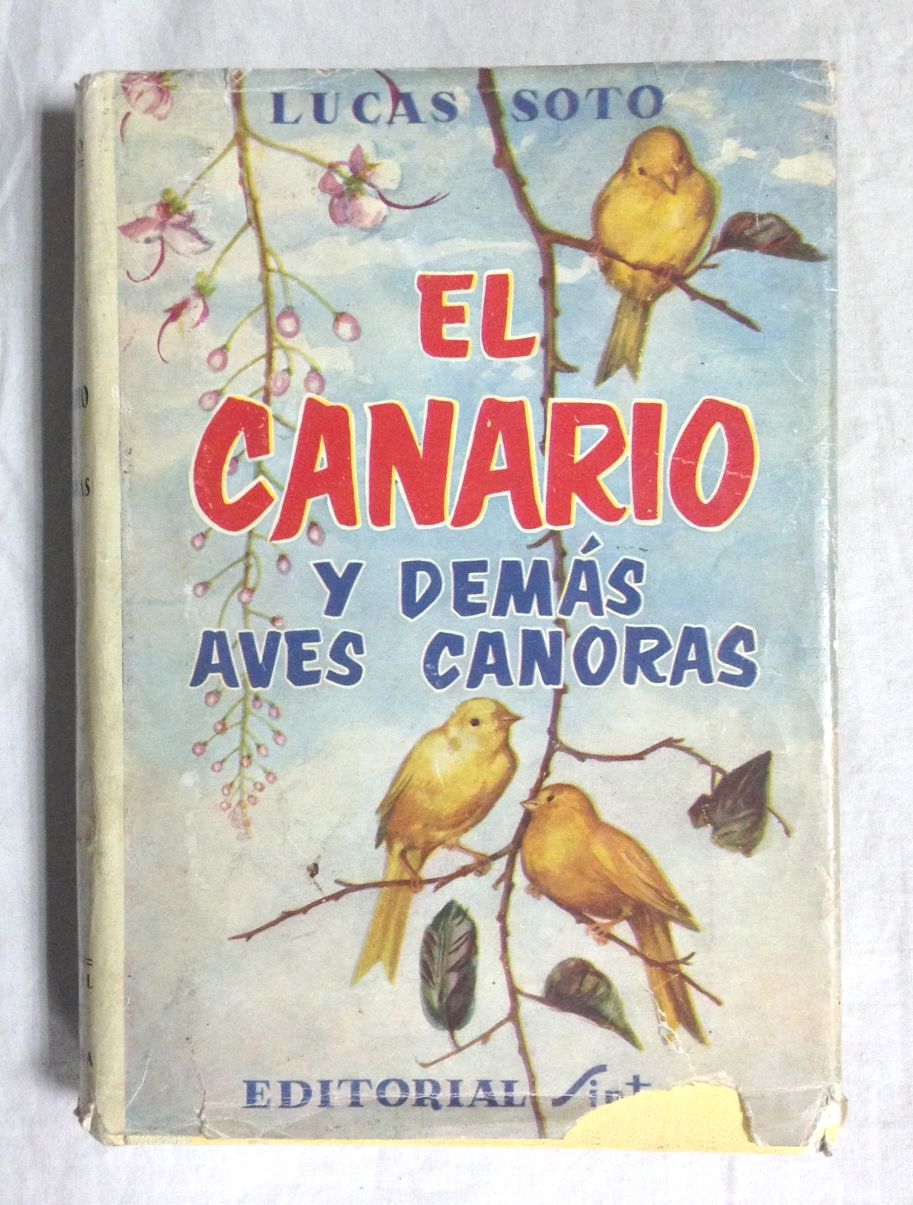 LUCAS SOTO
EL
CANARIO
Y DEMÁS
AVES CANORAS
EDITORIAL